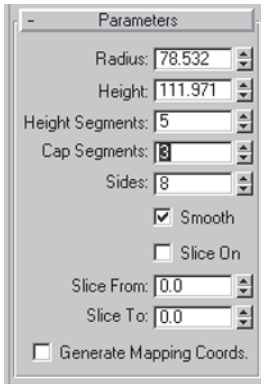 - Parameters
Radius: 78.532
Height: 111.971
Height Segments: 5
Cap Segments: 3
Sides: 8
Smooth
Slice On
Slice From: 0.0
Slice To: 0.0
Generate Mapping Coords.